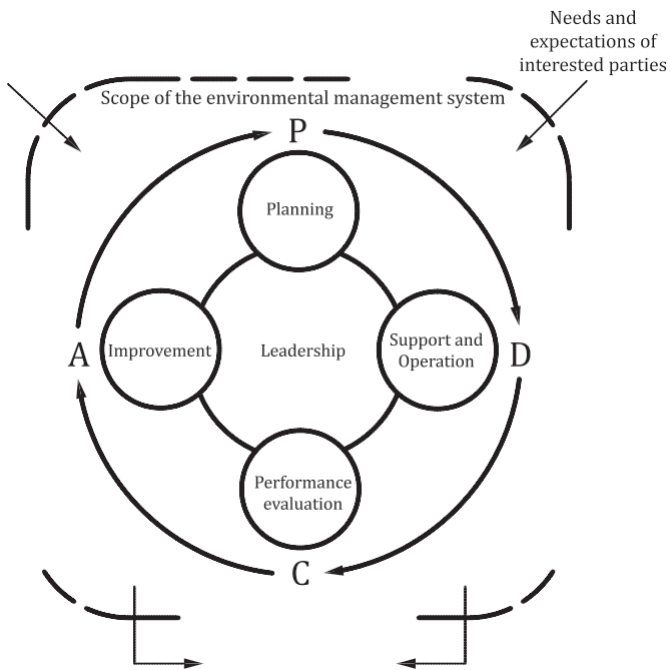 Needs and
expectations of
interested parties
Scope of the environmental management system
P
Planning
A
Improvement
Leadership
Support and
Operation
D
Performance
evaluation
C